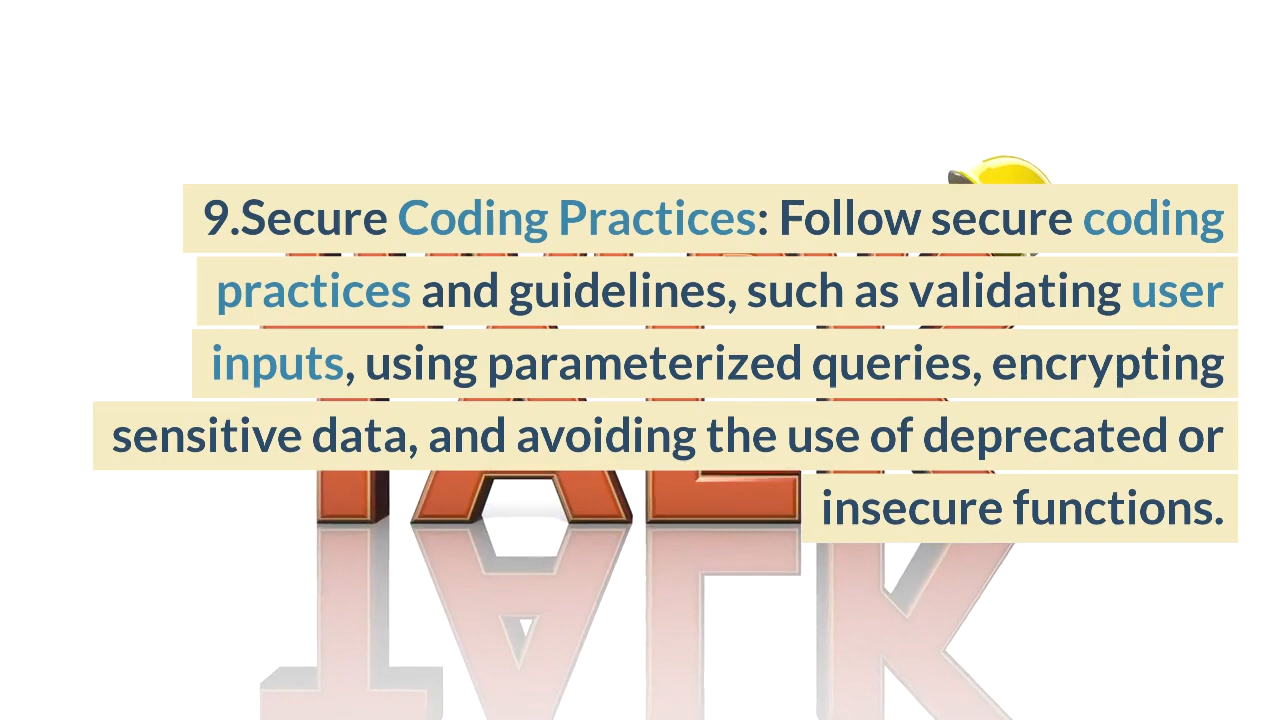 9.Secure Coding Practices: Follow secure coding
practices and guidelines, such as validating user
inputs, using parameterized queries, encrypting
sensitive data, and avoiding the use of deprecated or
insecure functions.
TALK